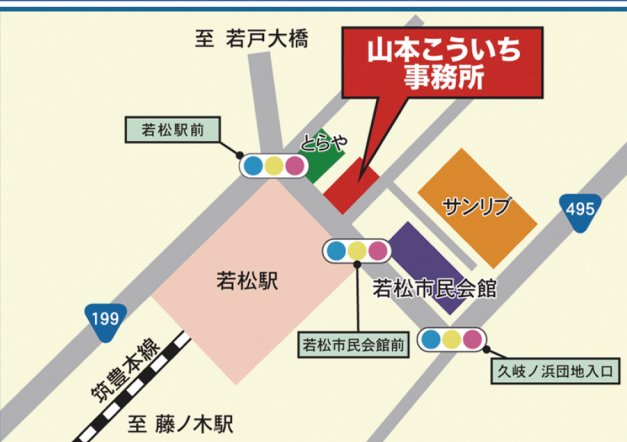 至 若戸大橋
山本こういち
事務所
若松駅前
とらや
サンリブ
495
若松駅
若松市民会館
199
若松市民会館前
久岐ノ浜団地入口
筑豊本線
至 藤ノ木駅